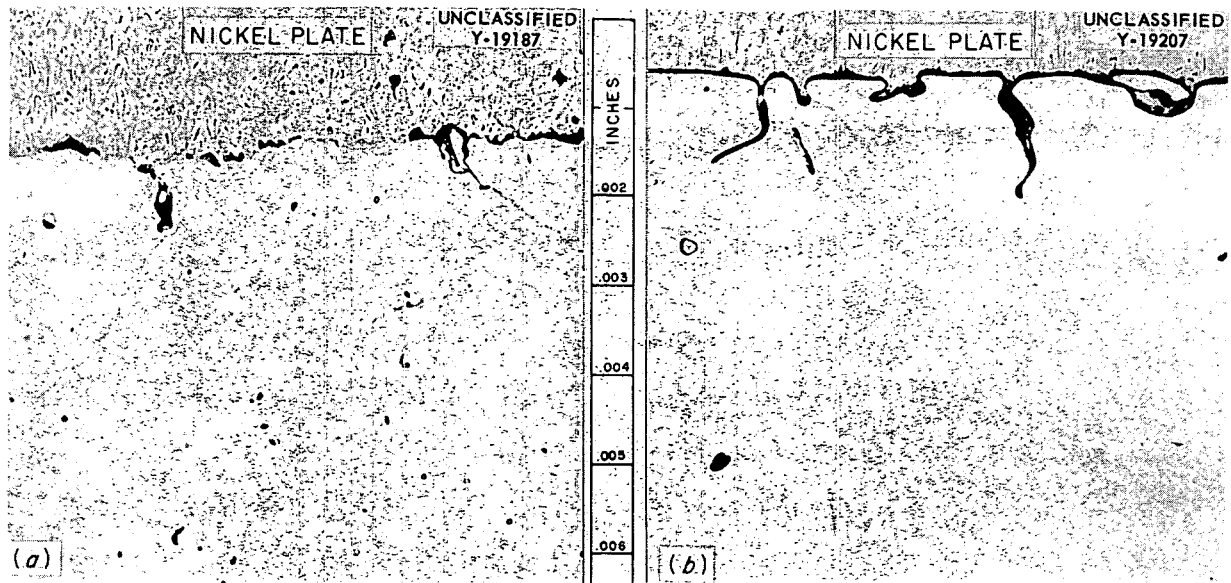 NICKEL PLATE
UNCLASSIFIED
Y-19187
INCHES
.002
.003
.004
.005
.006
(a)
NICKEL PLATE
UNCLASSIFIED
Y-19207
(b)